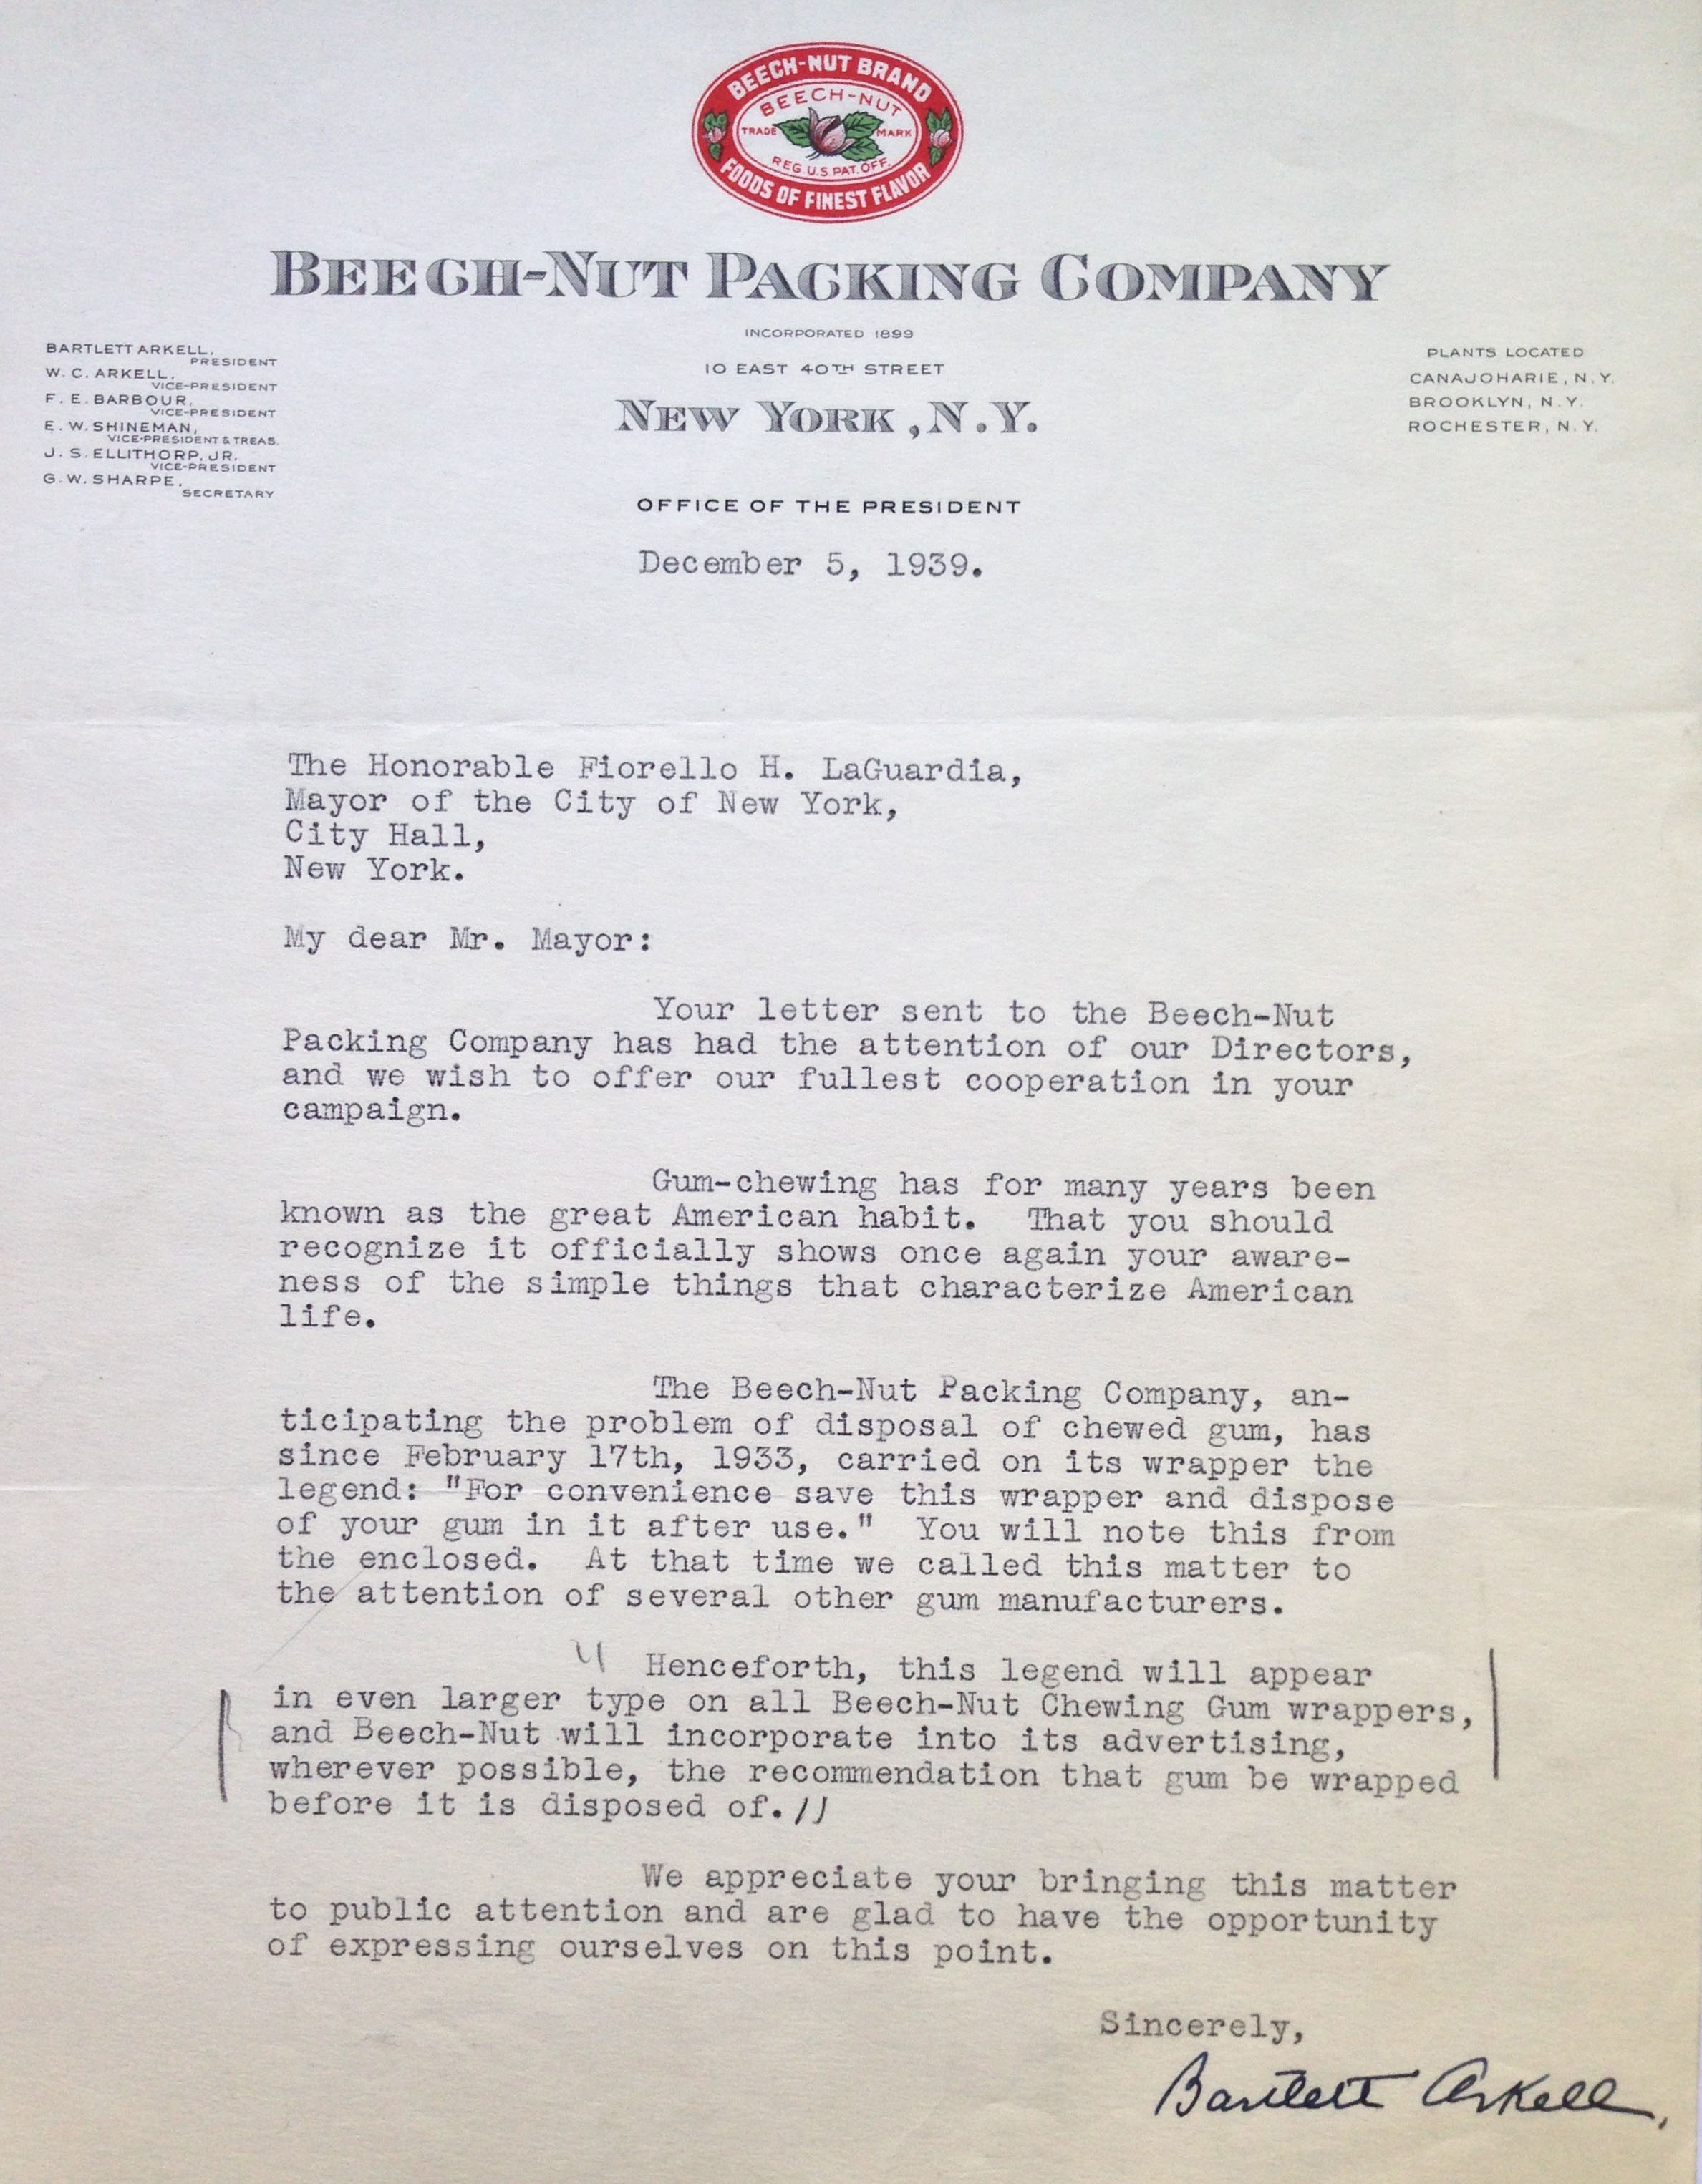 BEECH-NUT BRAND
BEECH-NUT
TRADE MARK
REG. U.S. PAT. OFF.
FOODS OF FINEST FLAVOR
BEECH-NUT PACKING COMPANY
INCORPORATED 1899
10 EAST 40TH STREET
NEW YORK, N.Y.
BARTLETT ARKELL,
PRESIDENT
W. C. ARKELL,
VICE-PRESIDENT
F. E. BARBOUR,
VICE-PRESIDENT
E. W. SHINEMAN,
VICE-PRESIDENT & TREAS.
J. S. ELLITHORP, JR.
VICE-PRESIDENT
G. W. SHARPE,
SECRETARY
PLANTS LOCATED
CANAJOHARIE, N.Y.
BROOKLYN, N.Y.
ROCHESTER, N.Y.
OFFICE OF THE PRESIDENT
December 5, 1939.
The Honorable Fiorello H. LaGuardia,
Mayor of the City of New York,
City Hall,
New York.
My dear Mr. Mayor:
Your letter sent to the Beech-Nut
Packing Company has had the attention of our Directors,
and we wish to offer our fullest cooperation in your
campaign.
Gum-chewing has for many years been
known as the great American habit. That you should
recognize it officially shows once again your aware-
ness of the simple things that characterize American
life.
The Beech-Nut Packing Company, an-
ticipating the problem of disposal of chewed gum, has
since February 17th, 1933, carried on its wrapper the
legend: "For convenience save this wrapper and dispose
of your gum in it after use." You will note this from
the enclosed. At that time we called this matter to
the attention of several other gum manufacturers.
" Henceforth, this legend will appear
in even larger type on all Beech-Nut Chewing Gum wrappers,
and Beech-Nut will incorporate into its advertising,
wherever possible, the recommendation that gum be wrapped
before it is disposed of. "
We appreciate your bringing this matter
to public attention and are glad to have the opportunity
of expressing ourselves on this point.
Sincerely,
Bartlett Arkell,